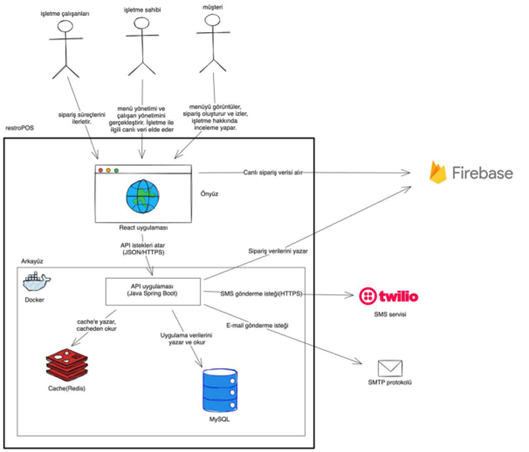 işletme çalışanları
işletme sahibi
müşteri
sipariş süreçlerini
ilerletir.
menü yönetimi ve
çalışan yönetimini
gerçekleştirir. İşletme ile
ilgili canlı veri elde eder
menüyü görüntüler,
sipariş oluşturur ve izler,
işletme hakkında
inceleme yapar.
restroPOS
Önyüz
React uygulaması
Canlı sipariş verisi alır
Firebase
API istekleri atar
(JSON/HTTPS)
Sipariş verilerini yazar
Arkayüz
Docker
API uygulaması
(Java Spring Boot)
SMS gönderme isteği(HTTPS)
twilio
SMS servisi
cache'e yazar,
cacheden okur
Uygulama verilerini
yazar ve okur
E-mail gönderme isteği
SMTP protokolü
Cache(Redis)
MySQL